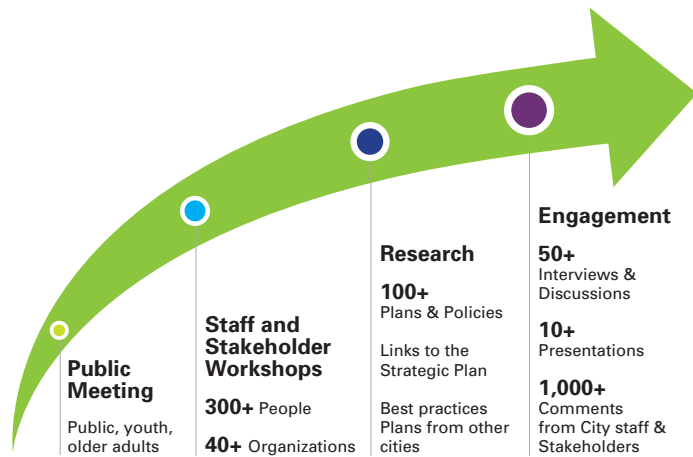 Public
Meeting
Public, youth,
older adults
Staff and
Stakeholder
Workshops
300+ People
40+ Organizations
Research
100+
Plans & Policies
Links to the
Strategic Plan
Best practices
Plans from other
cities
Engagement
50+
Interviews &
Discussions
10+
Presentations
1,000+
Comments
from City staff &
Stakeholders